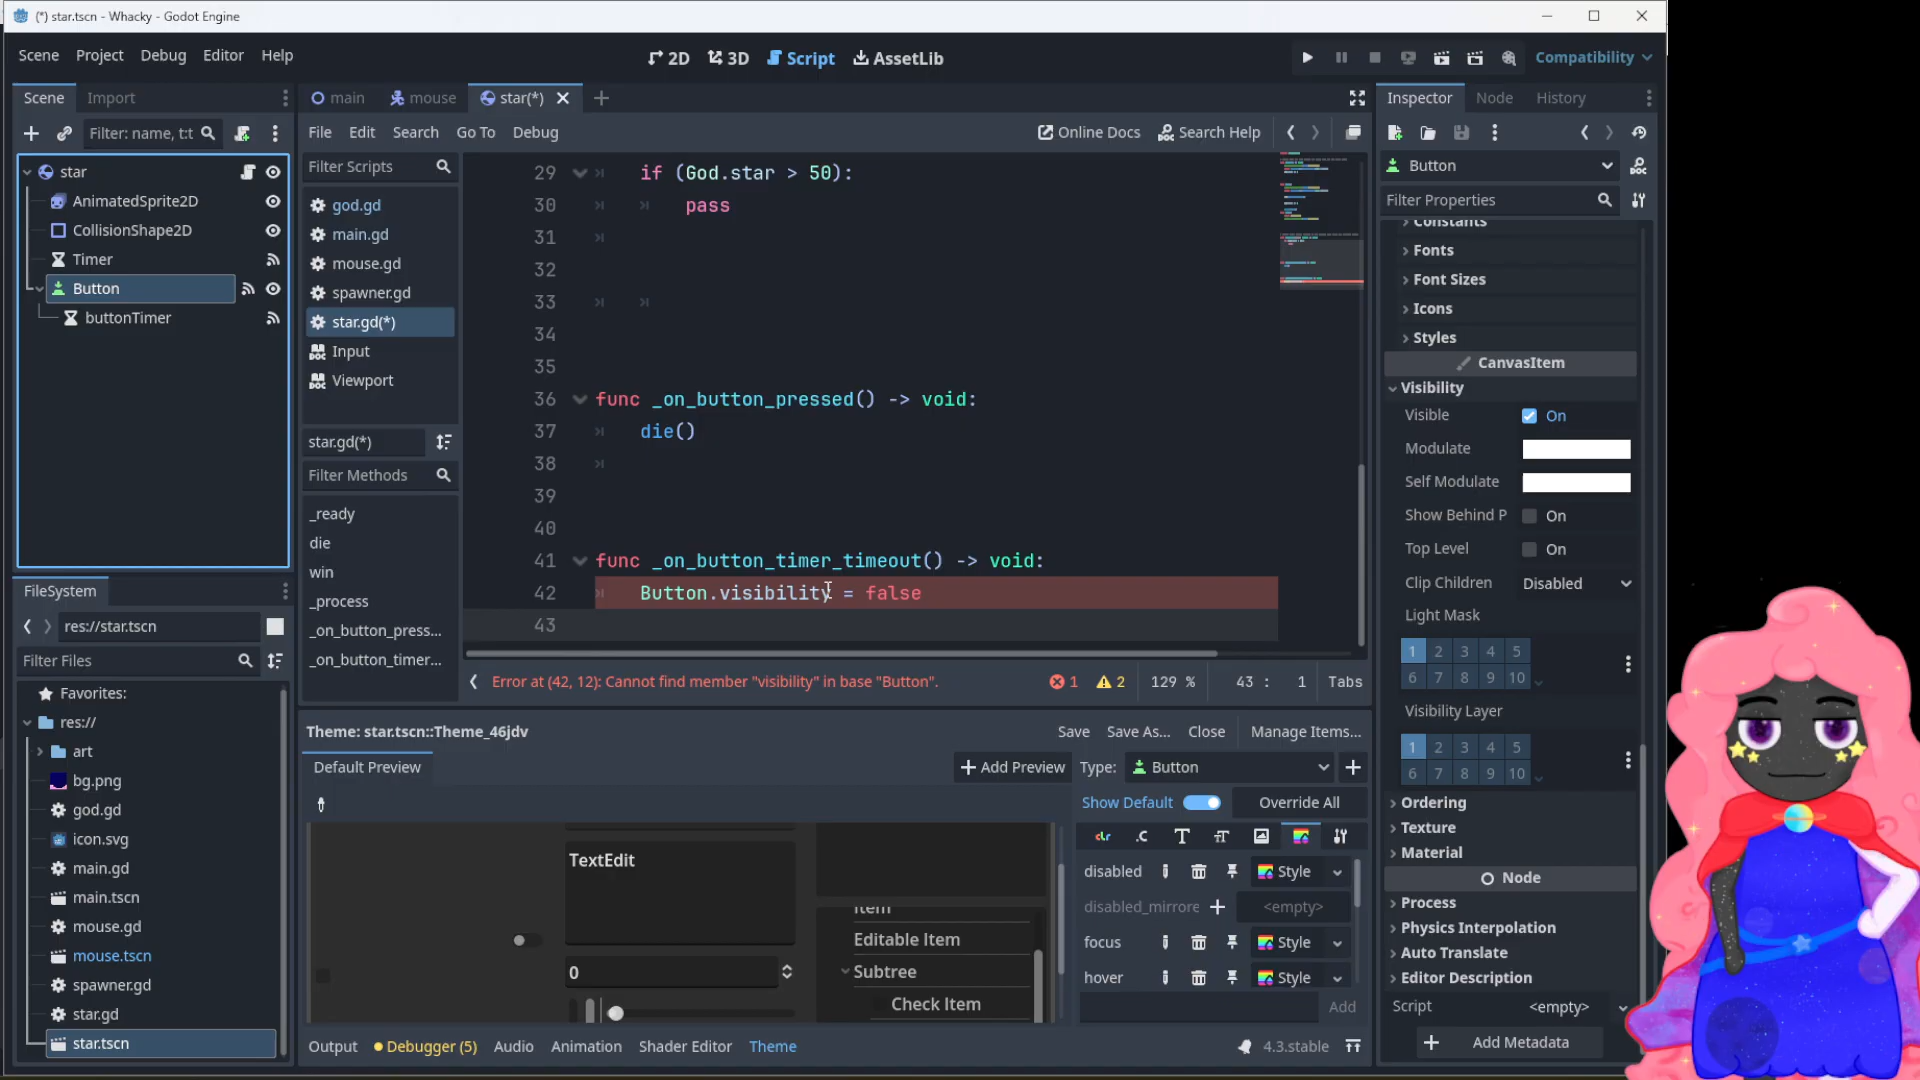 (*) star.tscn - Whacky - Godot Engine
Scene Project Debug Editor Help
2D 3D Script AssetLib
Compatibility
Scene Import
Filter: name, t:t
star
AnimatedSprite2D
CollisionShape2D
Timer
Button
buttonTimer
FileSystem
res://star.tscn
Filter Files
Favorites:
res://
art
bg.png
god.gd
icon.svg
main.gd
main.tscn
mouse.gd
mouse.tscn
spawner.gd
star.gd
star.tscn
main mouse star(*)
File Edit Search Go To Debug
Online Docs Search Help
Filter Scripts
god.gd
main.gd
mouse.gd
spawner.gd
star.gd(*)
Input
Viewport
star.gd(*)
Filter Methods
_ready
die
win
_process
_on_button_press...
_on_button_timer...
29 if (God.star > 50):
30 pass
31
32
33
34
35
36 func _on_button_pressed() -> void:
37 die()
38
39
40
41 func _on_button_timer_timeout() -> void:
42 Button.visibility = false
43
Error at (42, 12): Cannot find member "visibility" in base "Button".
1 2 129 % 43 : 1 Tabs
Theme: star.tscn::Theme_46jdv
Save Save As... Close Manage Items...
Default Preview
Add Preview Type: Button
Show Default Override All
TextEdit
0
Item
Editable Item
Subtree
Check Item
disabled Style
disabled_mirrore <empty>
focus Style
hover Style
Add
Output Debugger (5) Audio Animation Shader Editor Theme
4.3.stable
Inspector Node History
Button
Filter Properties
Constants
Fonts
Font Sizes
Icons
Styles
CanvasItem
Visibility
Visible On
Modulate
Self Modulate
Show Behind P On
Top Level On
Clip Children Disabled
Light Mask
1 2 3 4 5
6 7 8 9 10
Visibility Layer
1 2 3 4 5
6 7 8 9 10
Ordering
Texture
Material
Node
Process
Physics Interpolation
Auto Translate
Editor Description
Script <empty>
Add Metadata